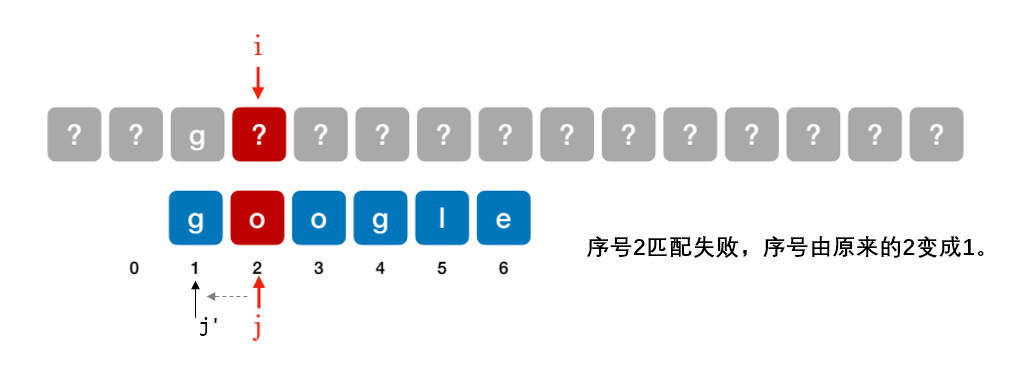 i
? ? g ? ? ? ? ? ? ? ? ? ? ? ?
g o o g l e
序号2匹配失败，序号由原来的2变成1。
0 1 2 3 4 5 6
j' j